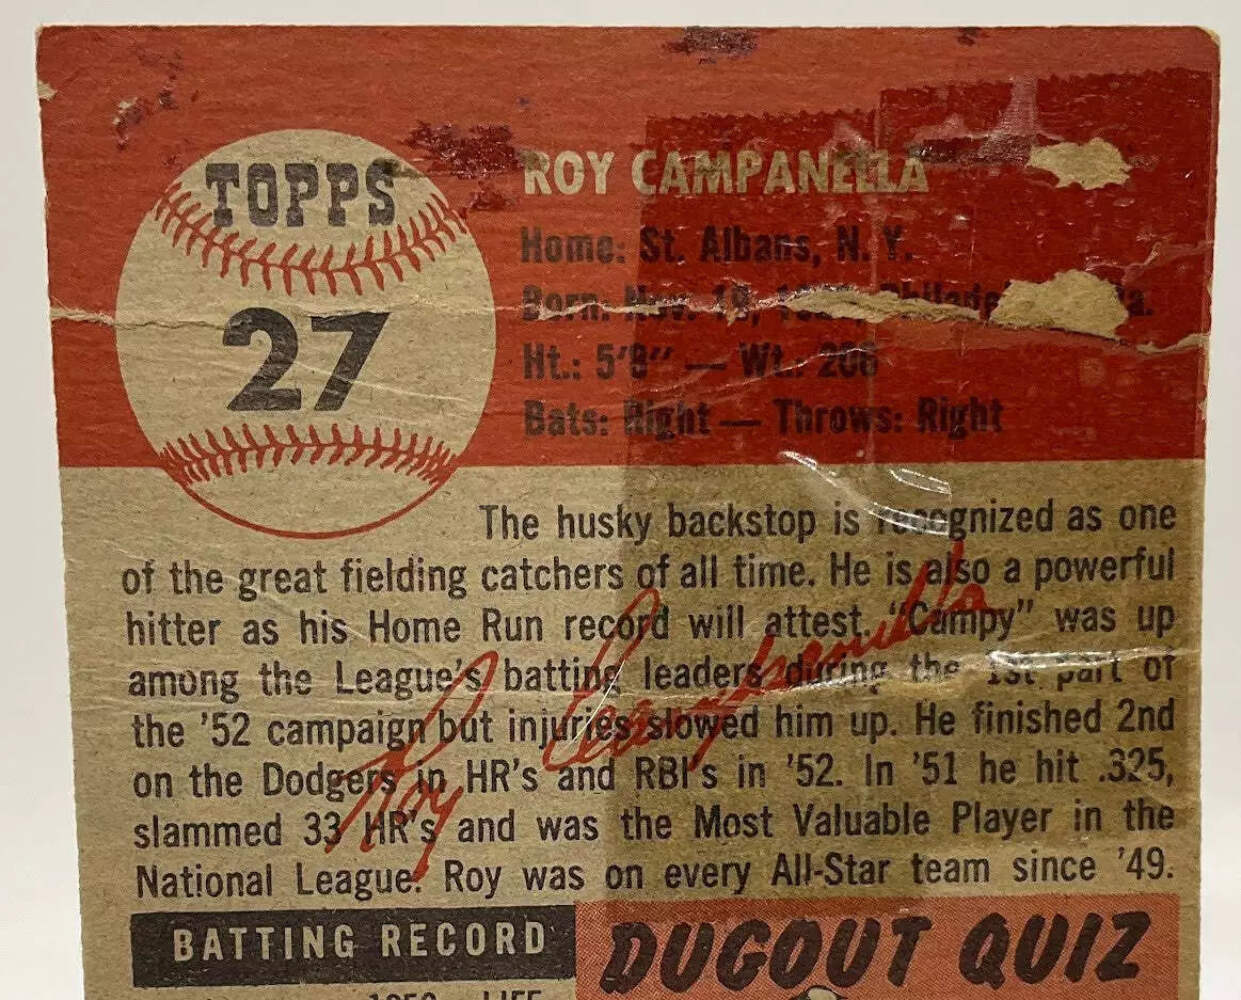 TOPPS
27
ROY CAMPANELLA
Home: St. Albans, N. Y.
Born: Nov. 19,
Ht.: 5'8" — Wt.: 206
Bats: Right — Throws: Right
The husky backstop is recognized as one
of the great fielding catchers of all time. He is also a powerful
hitter as his Home Run record will attest. "Campy" was up
among the League's batting leaders during the 1st part of
the '52 campaign but injuries slowed him up. He finished 2nd
on the Dodgers in HR's and RBI's in '52. In '51 he hit .325,
slammed 33 HR's and was the Most Valuable Player in the
National League. Roy was on every All-Star team since '49.
Roy Campanella
BATTING RECORD
DUGOUT QUIZ